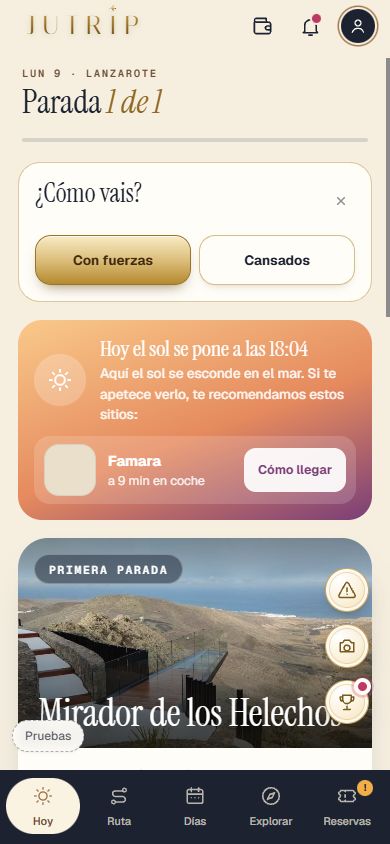 JUTRIP
LUN 9 · LANZAROTE
Parada 1 de 1
¿Cómo vais?
×
Con fuerzas
Cansados
Hoy el sol se pone a las 18:04
Aquí el sol se esconde en el mar. Si te
apetece verlo, te recomendamos estos
sitios:
Famara
a 9 min en coche
Cómo llegar
PRIMERA PARADA
Mirador de los Helechos
Pruebas
Hoy
Ruta
Días
Explorar
!
Reservas